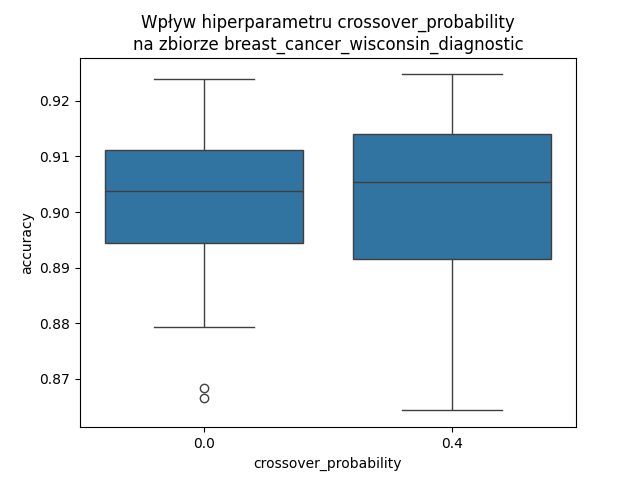 Wpływ hiperparametru crossover_probability
na zbiorze breast_cancer_wisconsin_diagnostic
0.92
0.91
0.90
0.89
0.88
0.87
accuracy
0.0
0.4
crossover_probability